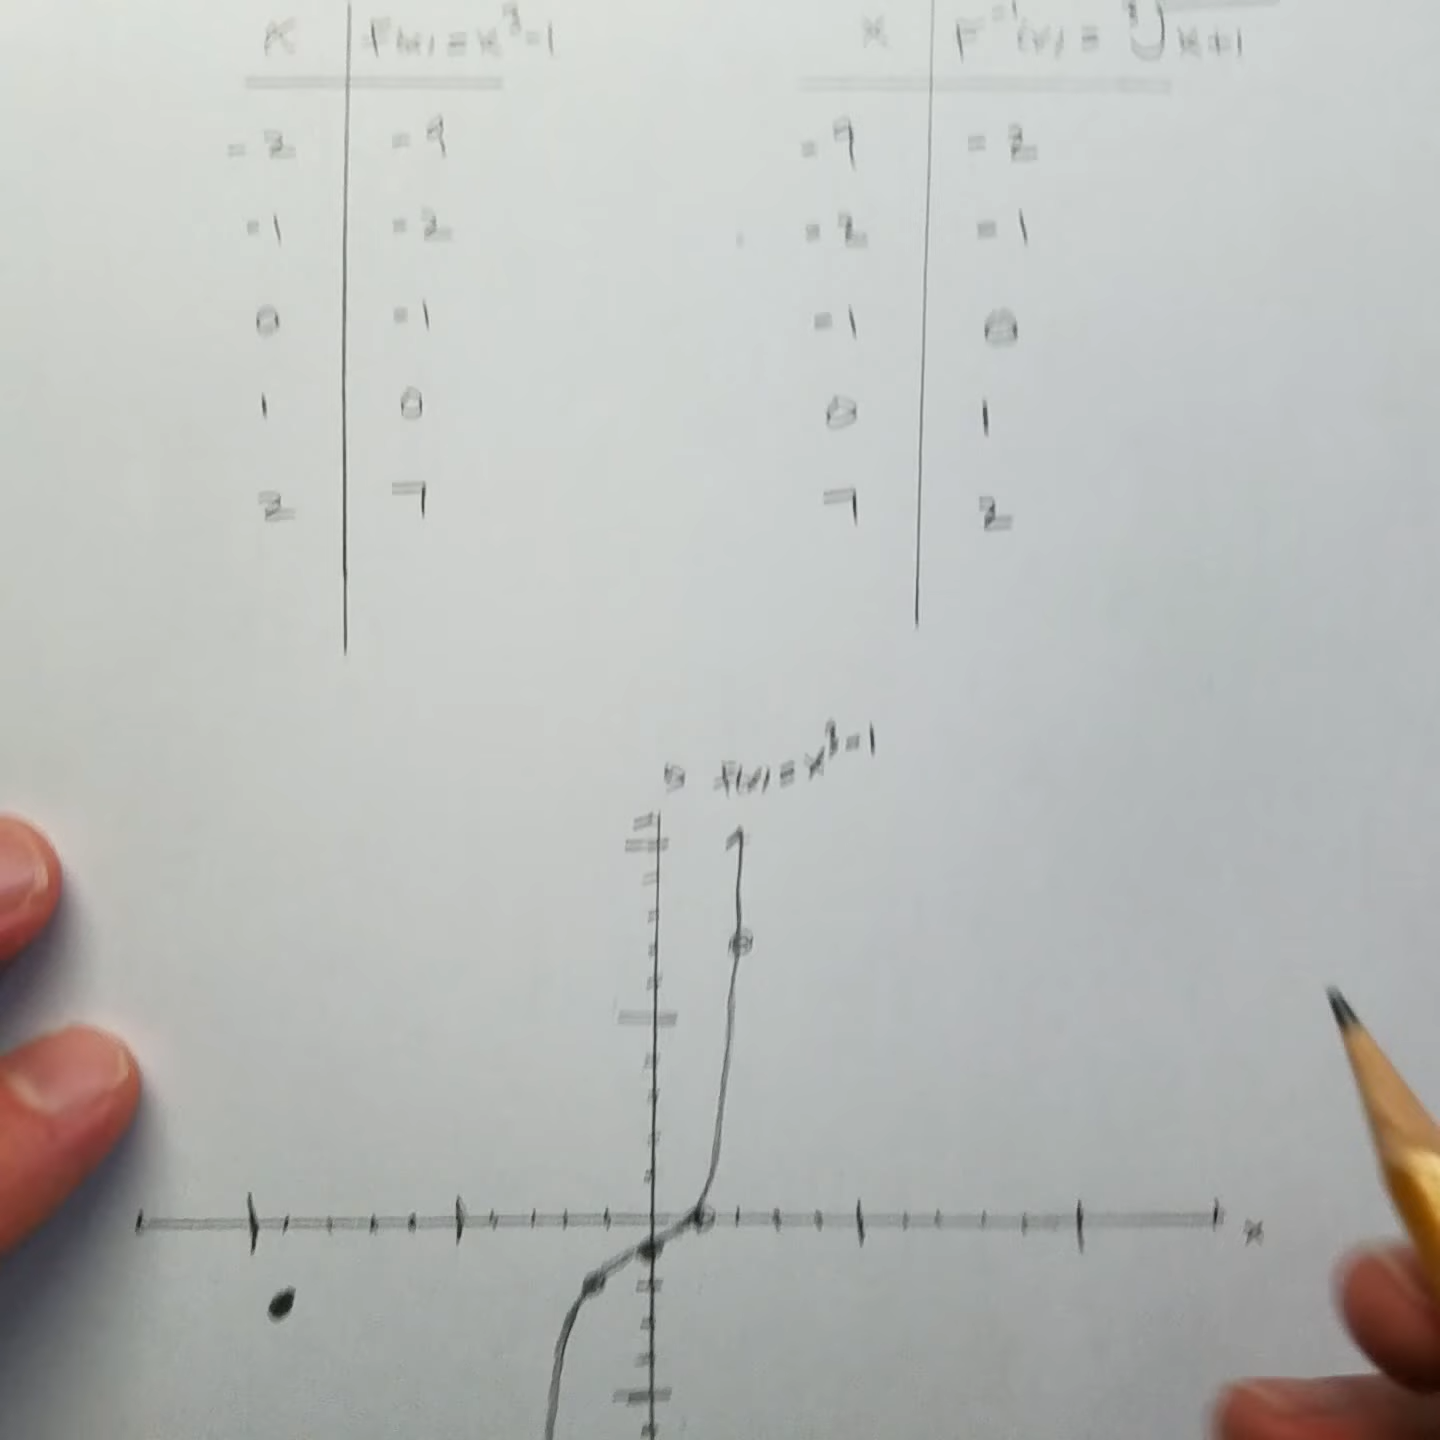 x f(x) = x³-1 x F⁻¹(x) = ∛x+1
-2 -9 -9 -2
-1 -2 -2 -1
0 -1 -1 0
1 0 0 1
2 7 7 2
f(x) = x³-1
x